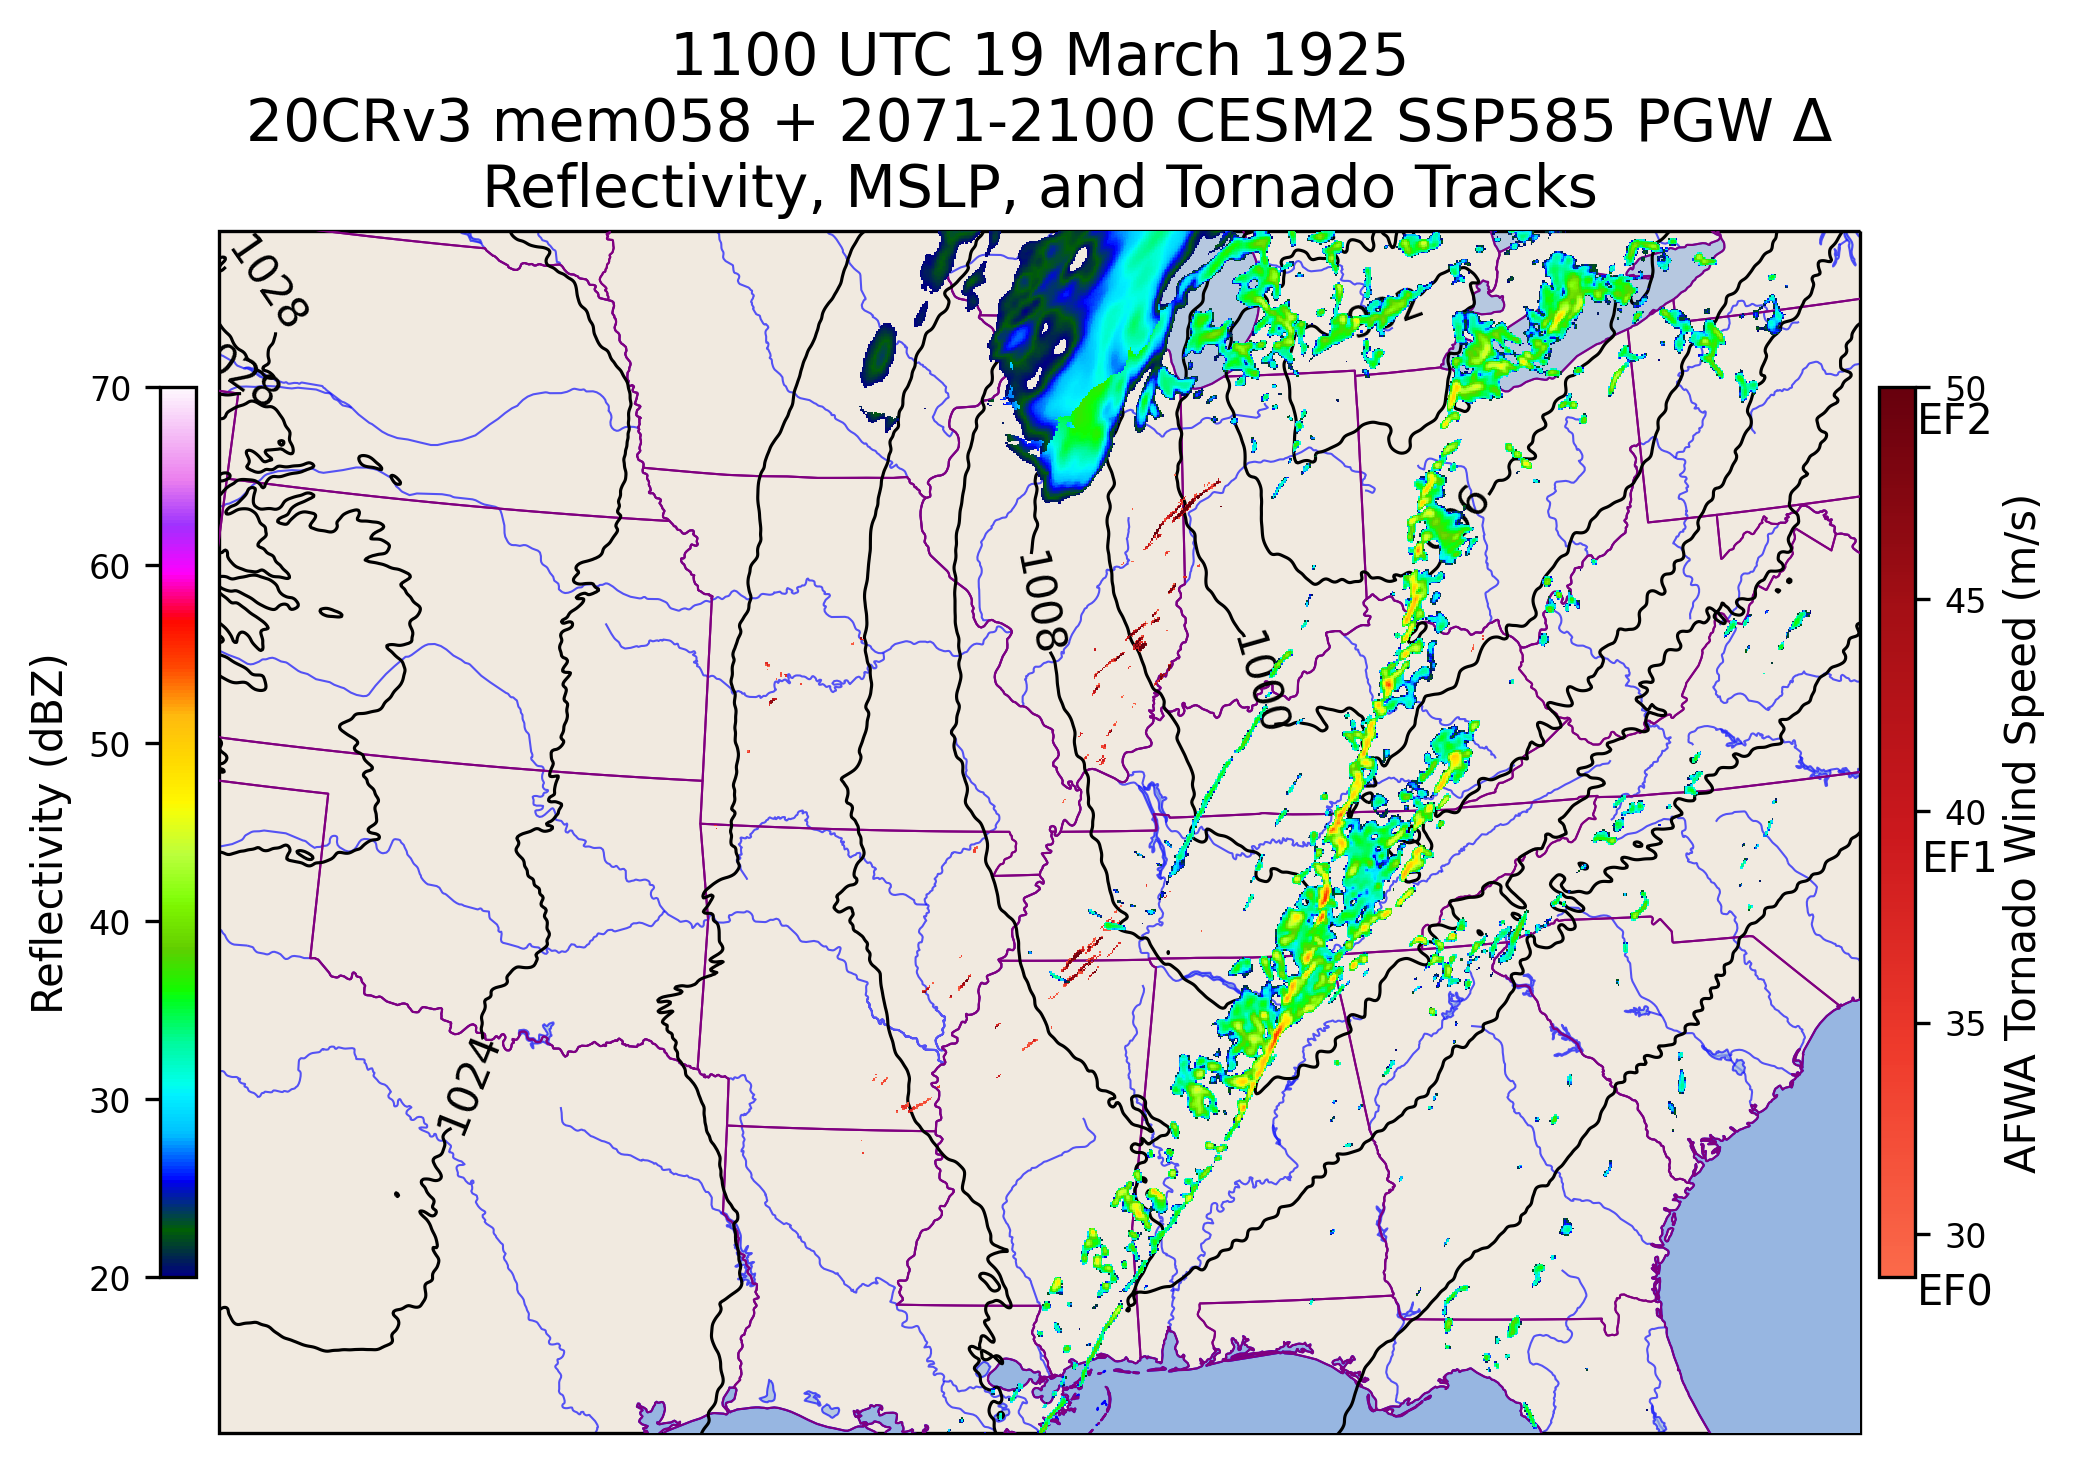 1100 UTC 19 March 1925
20CRv3 mem058 + 2071-2100 CESM2 SSP585 PGW Δ
Reflectivity, MSLP, and Tornado Tracks
1028
1008
1000
1024
70
60
50
40
30
20
Reflectivity (dBZ)
50
EF2
45
40
EF1
35
30
EF0
AFWA Tornado Wind Speed (m/s)